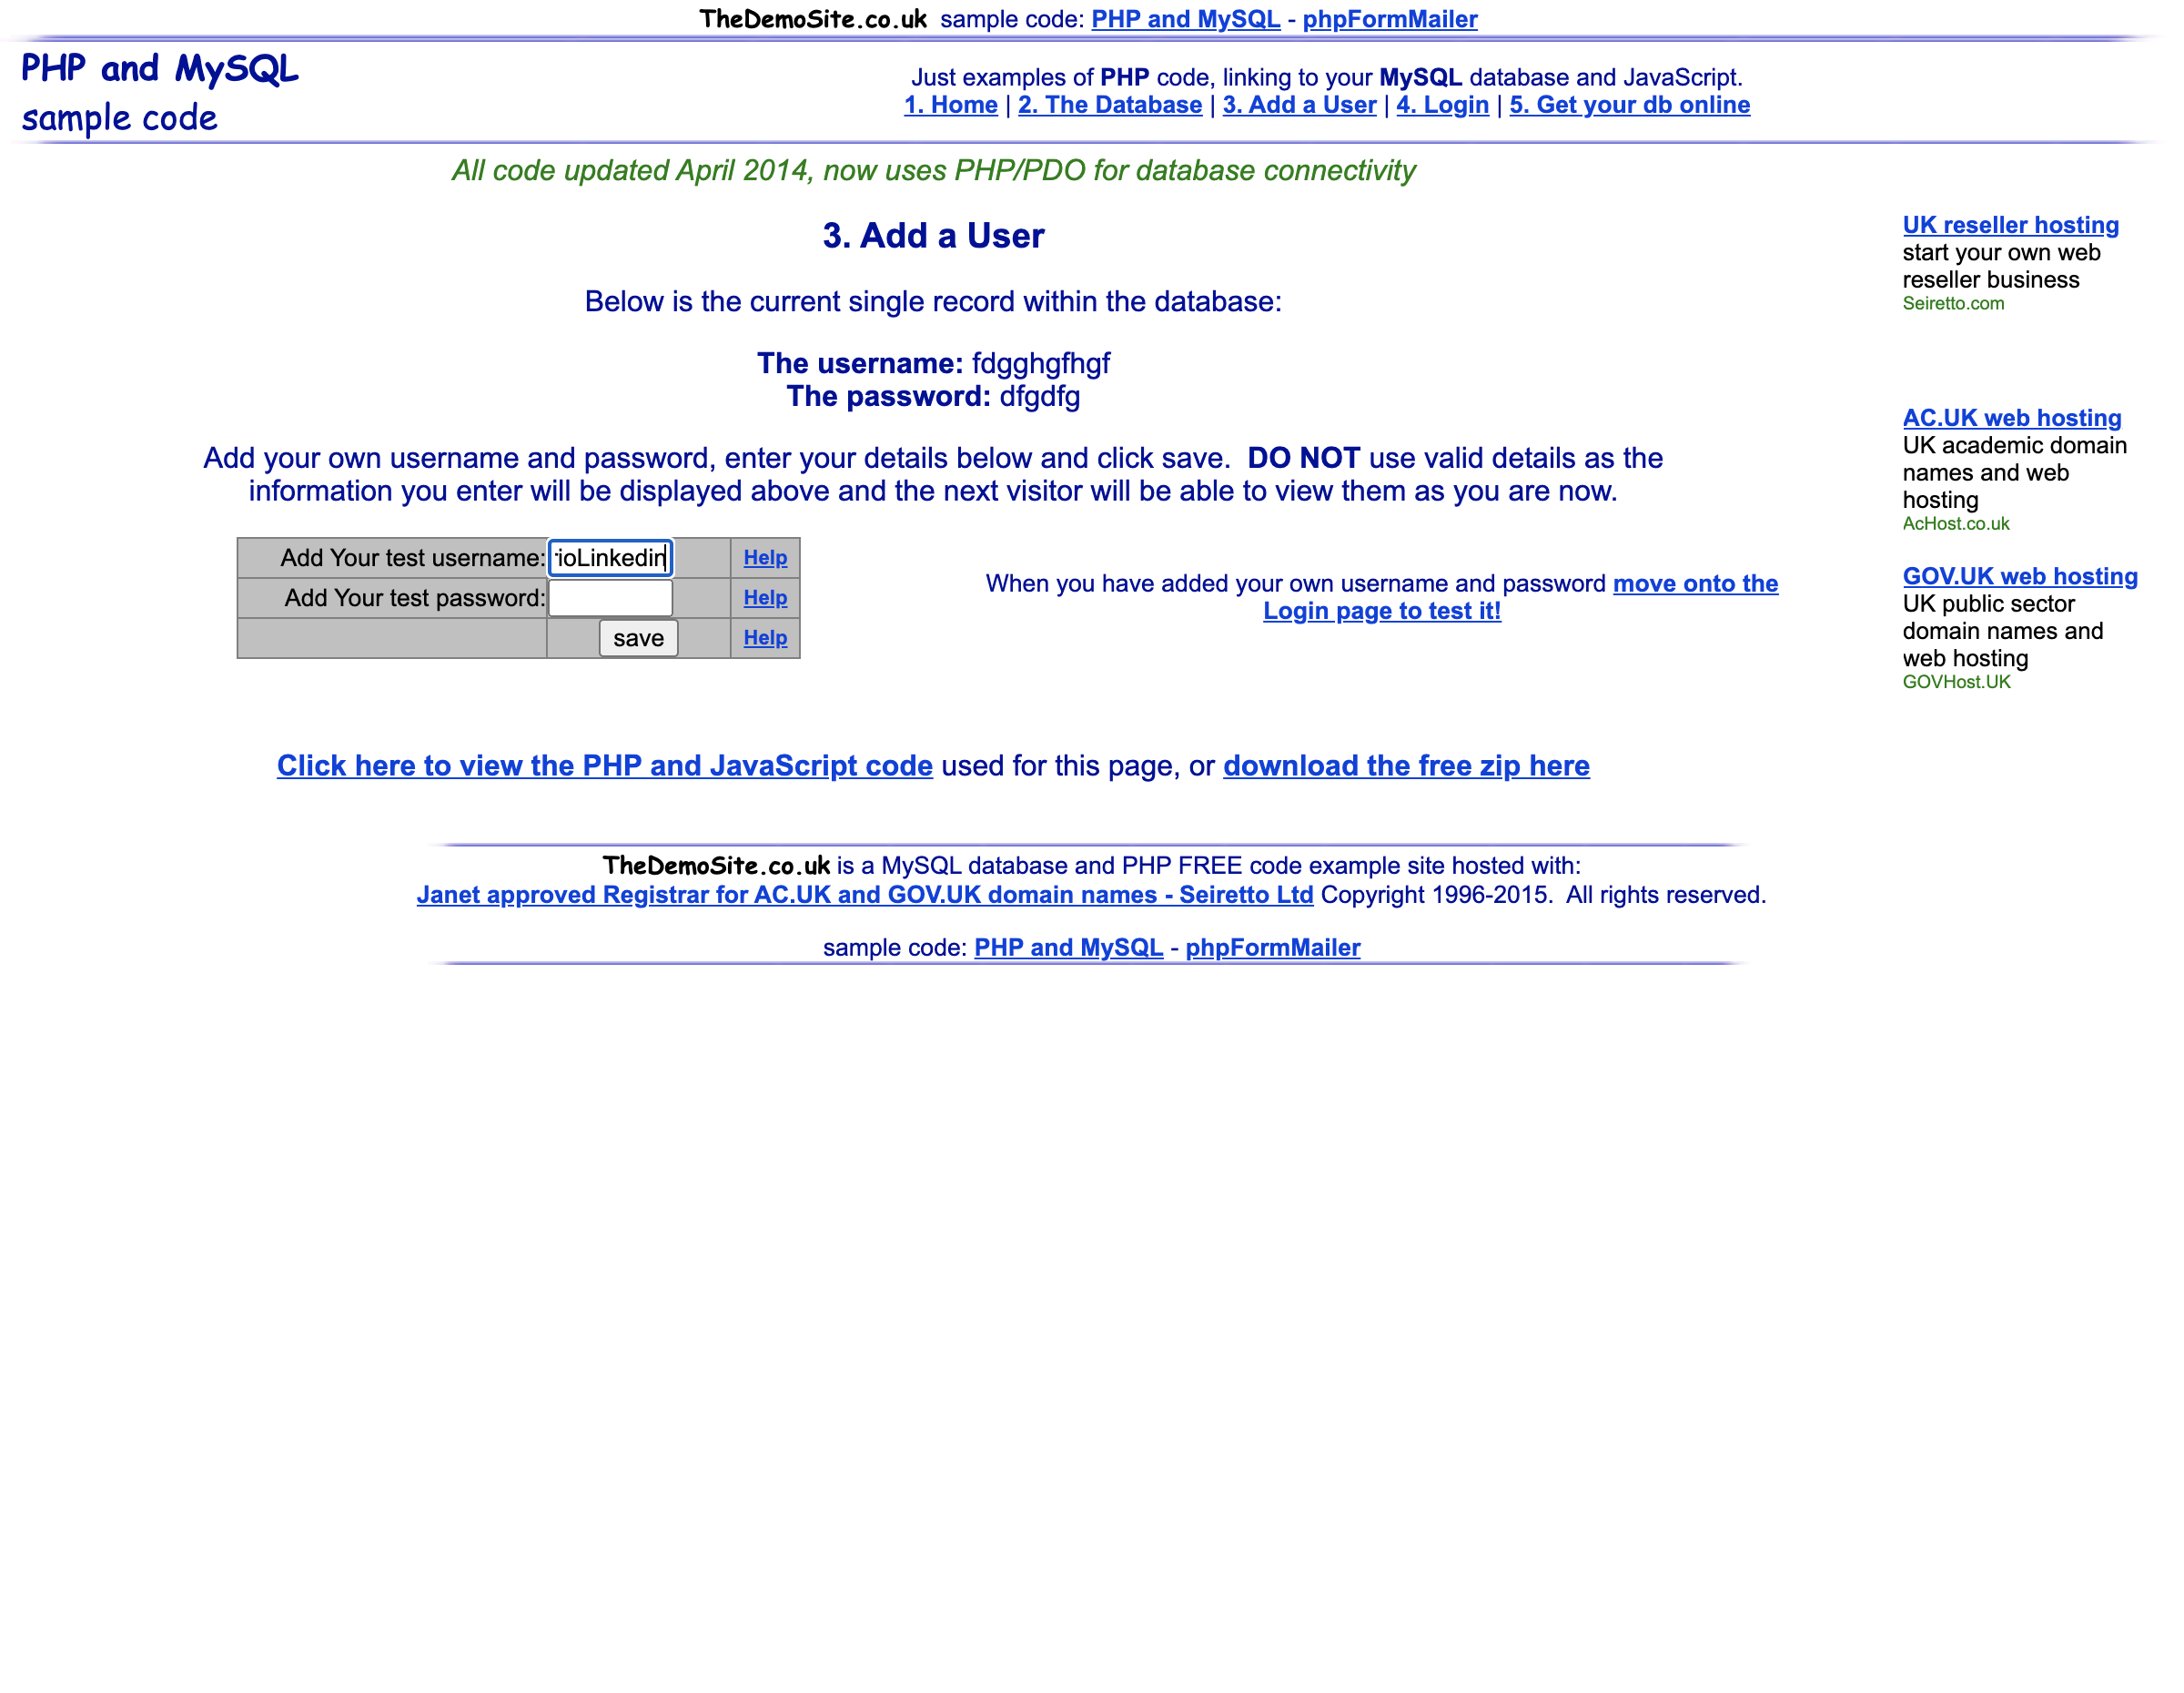 TheDemoSite.co.uk sample code: PHP and MySQL - phpFormMailer
PHP and MySQL
sample code
Just examples of PHP code, linking to your MySQL database and JavaScript.
1. Home | 2. The Database | 3. Add a User | 4. Login | 5. Get your db online
All code updated April 2014, now uses PHP/PDO for database connectivity
3. Add a User
Below is the current single record within the database:
The username: fdgghgfhgf
The password: dfgdfg
Add your own username and password, enter your details below and click save. DO NOT use valid details as the
information you enter will be displayed above and the next visitor will be able to view them as you are now.
Add Your test username: ioLinkedin Help
Add Your test password: Help
save Help
When you have added your own username and password move onto the
Login page to test it!
UK reseller hosting
start your own web
reseller business
Seiretto.com
AC.UK web hosting
UK academic domain
names and web
hosting
AcHost.co.uk
GOV.UK web hosting
UK public sector
domain names and
web hosting
GOVHost.UK
Click here to view the PHP and JavaScript code used for this page, or download the free zip here
TheDemoSite.co.uk is a MySQL database and PHP FREE code example site hosted with:
Janet approved Registrar for AC.UK and GOV.UK domain names - Seiretto Ltd Copyright 1996-2015. All rights reserved.
sample code: PHP and MySQL - phpFormMailer